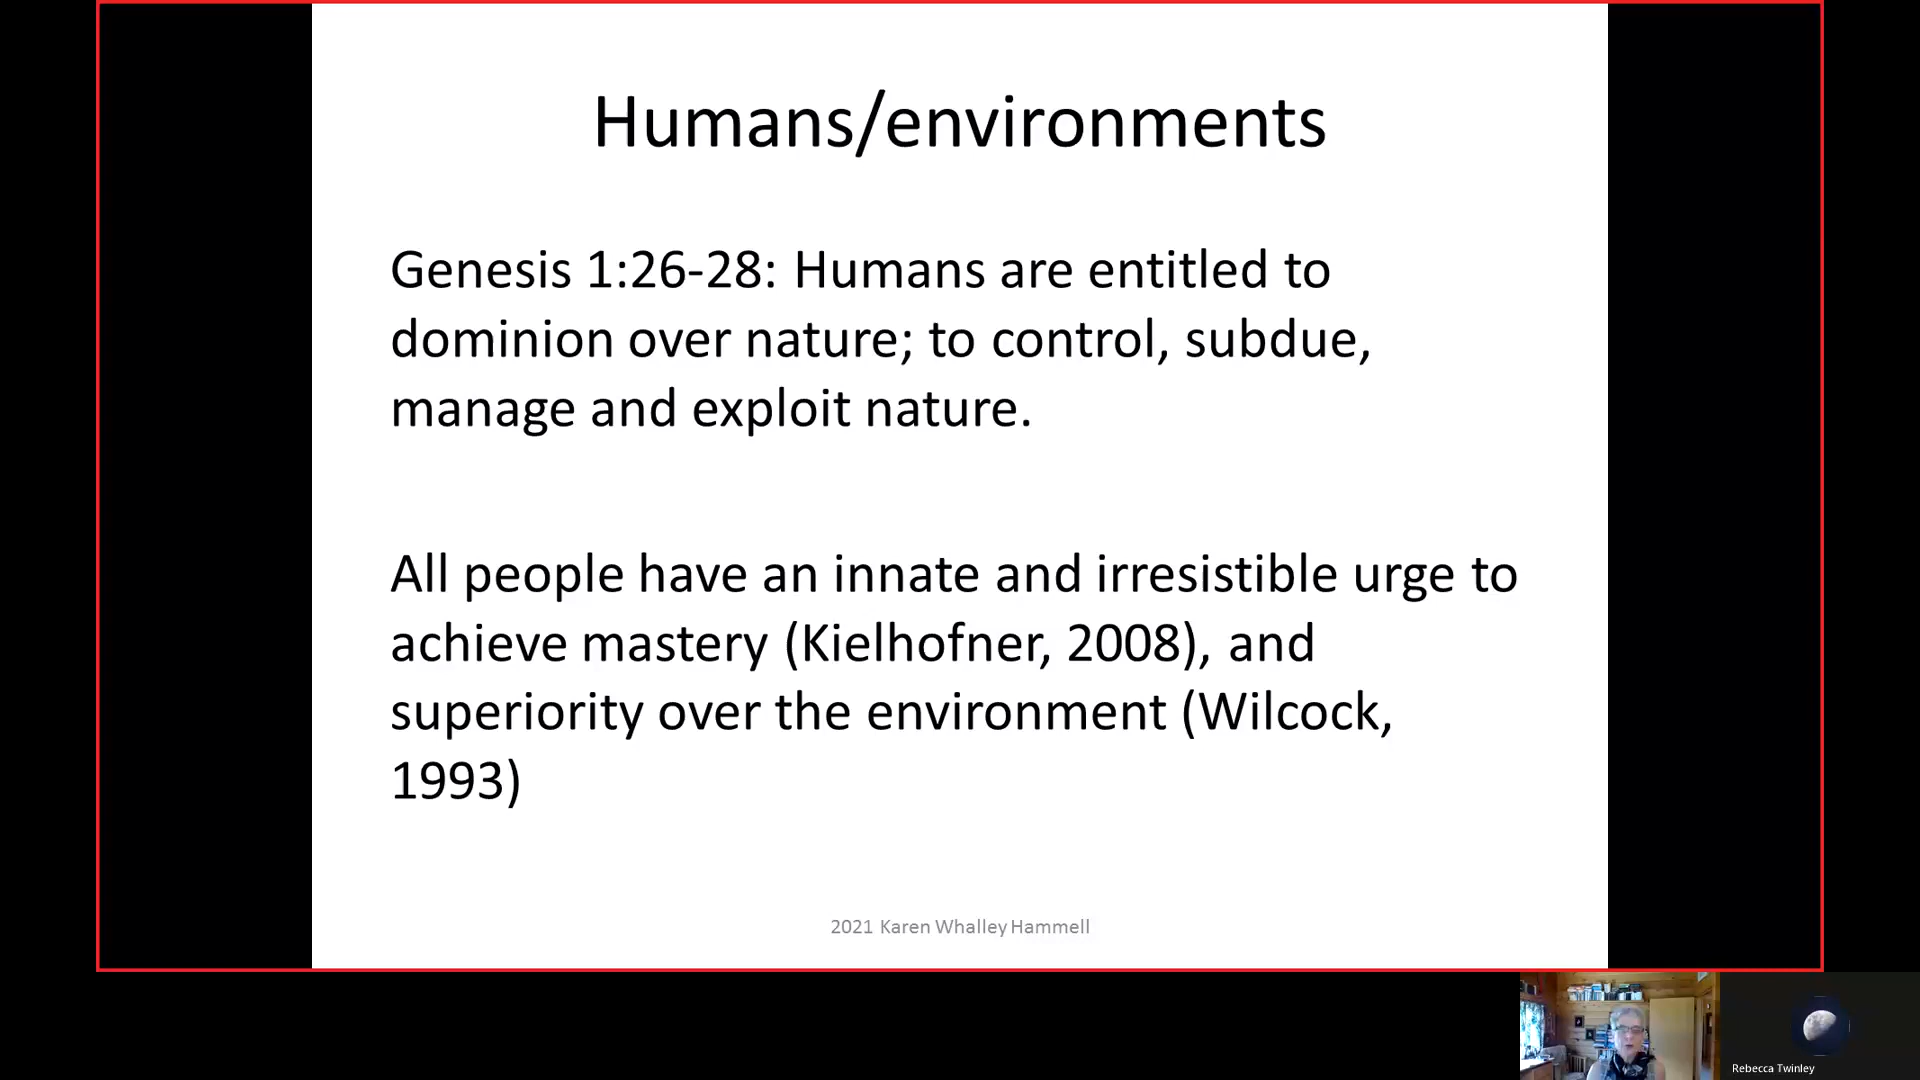 Humans/environments
Genesis 1:26-28: Humans are entitled to
dominion over nature; to control, subdue,
manage and exploit nature.
All people have an innate and irresistible urge to
achieve mastery (Kielhofner, 2008), and
superiority over the environment (Wilcock,
1993)
2021 Karen Whalley Hammell
Rebecca Twinley